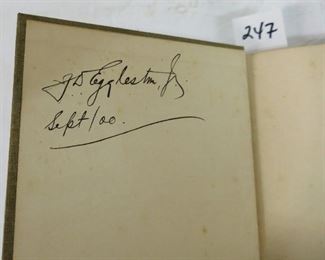 247
J.D. Eggleston, Jr.
Sept/00.